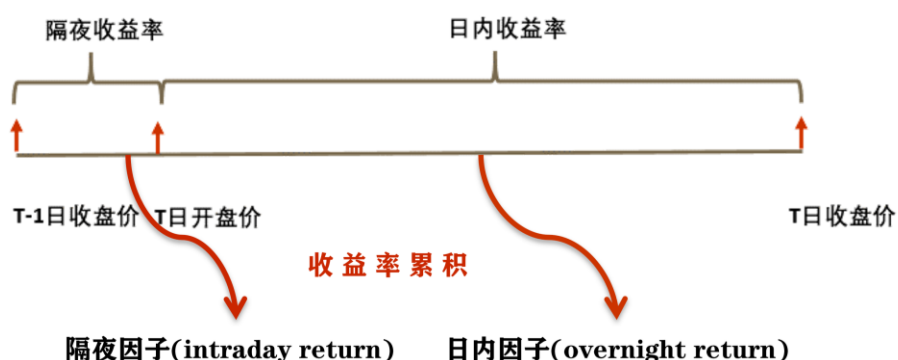 隔夜收益率
日内收益率
T-1日收盘价
T日开盘价
T日收盘价
收益率累积
隔夜因子(intraday return)
日内因子(overnight return)